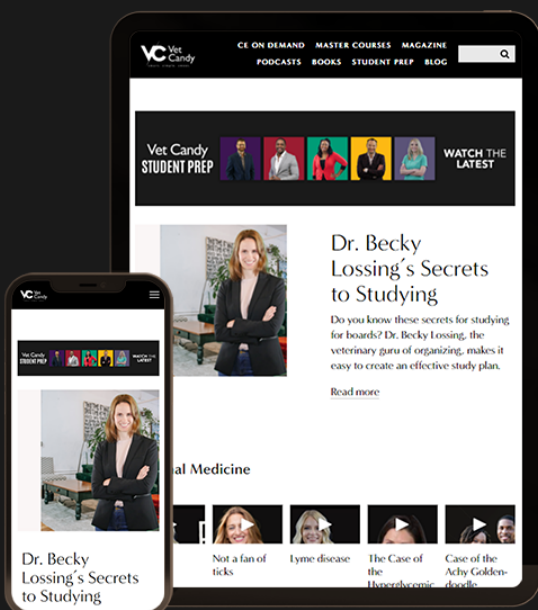 VC Vet
Candy
CE ON DEMAND MASTER COURSES MAGAZINE
PODCASTS BOOKS STUDENT PREP BLOG
Vet Candy
STUDENT PREP
WATCH THE
LATEST
Dr. Becky
Lossing´s Secrets
to Studying
Do you know these secrets for studying
for boards? Dr. Becky Lossing, the
veterinary guru of organizing, makes it
easy to create an effective study plan.
Read more
al Medicine
Not a fan of
ticks
Lyme disease
The Case of
the
Hyperglycemic
Case of the
Achy Golden-
doodle
VC Vet
Candy
Vet Candy
STUDENT PREP
WATCH THE
LATEST
Dr. Becky
Lossing´s Secrets
to Studying